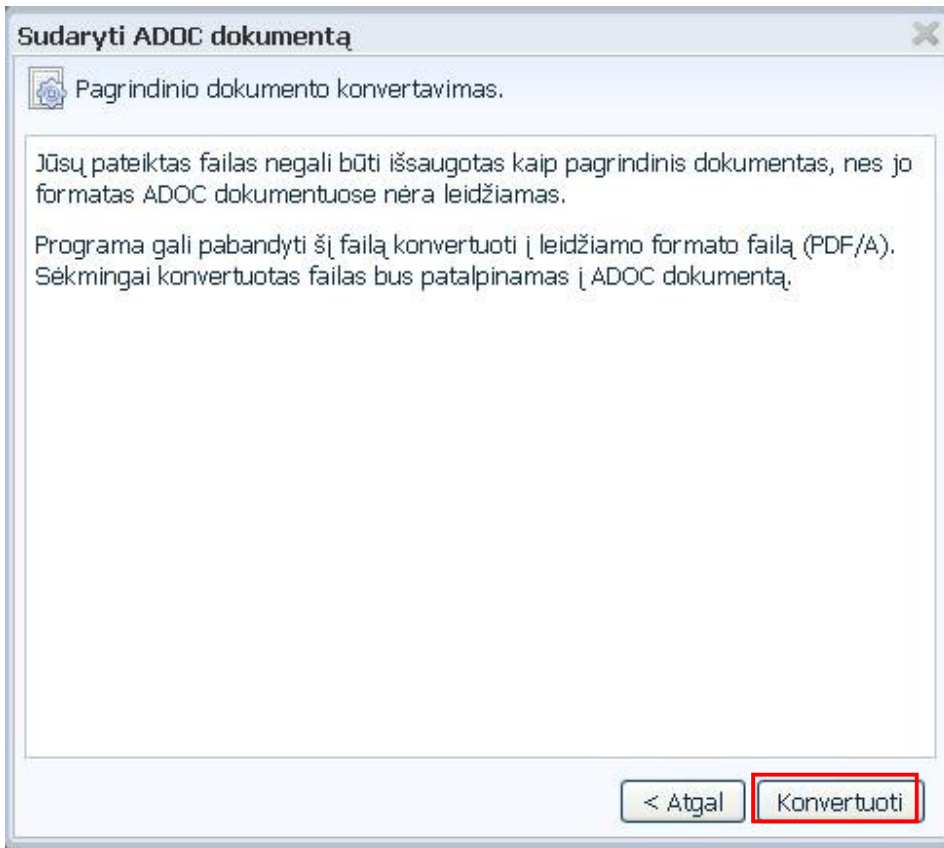 Sudaryti ADOC dokumentą
Pagrindinio dokumento konvertavimas.
Jūsų pateiktas failas negali būti išsaugotas kaip pagrindinis dokumentas, nes jo
formatas ADOC dokumentuose nėra leidžiamas.
Programa gali pabandyti šį failą konvertuoti į leidžiamo formato failą (PDF/A).
Sėkmingai konvertuotas failas bus patalpinamas į ADOC dokumentą.
< Atgal
Konvertuoti